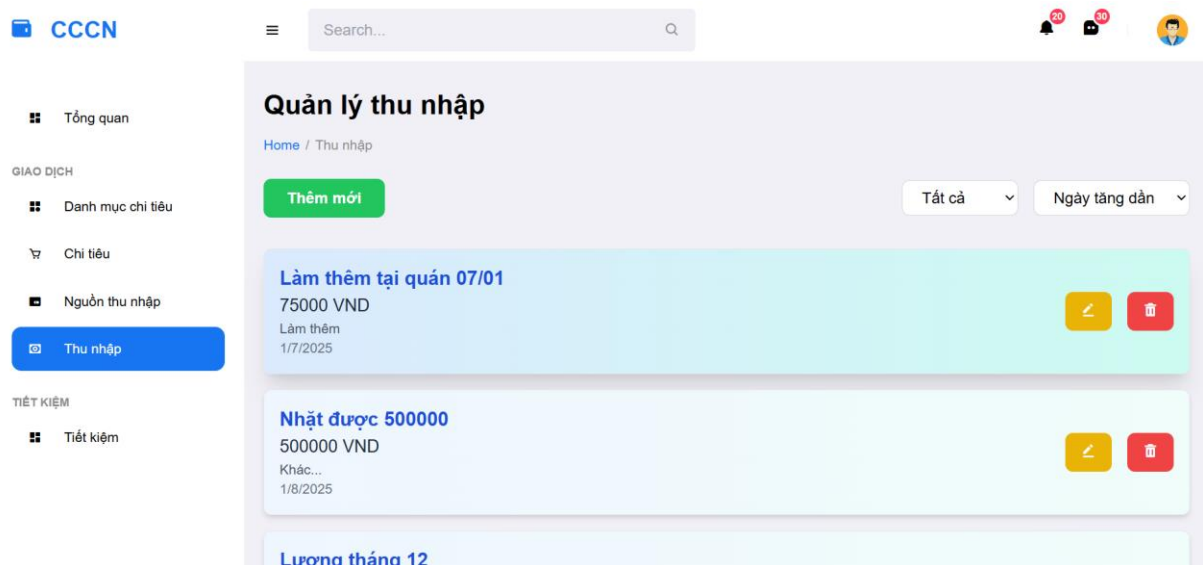 CCCN
Search...
20
30
Tổng quan
GIAO DỊCH
Danh mục chi tiêu
Chi tiêu
Nguồn thu nhập
Thu nhập
TIẾT KIỆM
Tiết kiệm
Quản lý thu nhập
Home / Thu nhập
Thêm mới
Tất cả
Ngày tăng dần
Làm thêm tại quán 07/01
75000 VND
Làm thêm
1/7/2025
Nhặt được 500000
500000 VND
Khác...
1/8/2025
Lương tháng 12